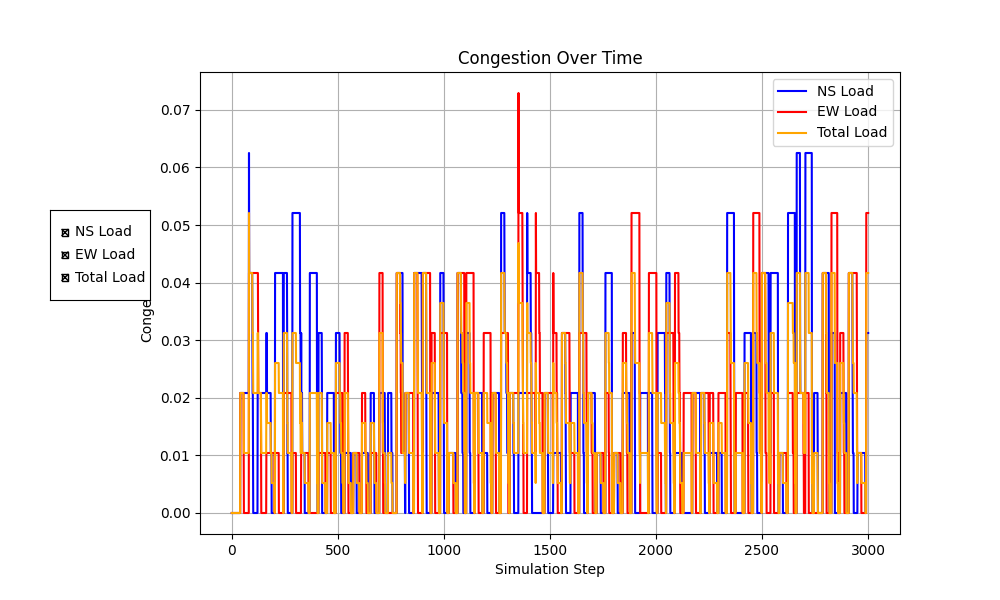 Congestion Over Time
NS Load
EW Load
Total Load
NS Load
EW Load
Total Load
Conge
0.07
0.06
0.05
0.04
0.03
0.02
0.01
0.00
0 500 1000 1500 2000 2500 3000
Simulation Step